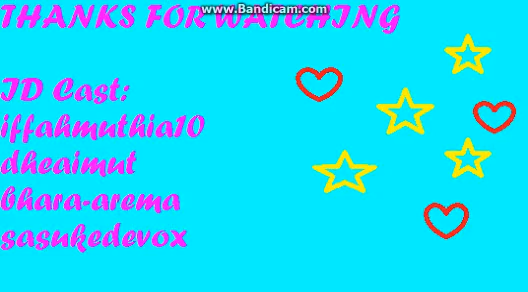 www.Bandicam.com
THANKS FOR WATCHING
ID Cast:
iffahmuthia10
dheaimut
bhara-arema
sasukedevox